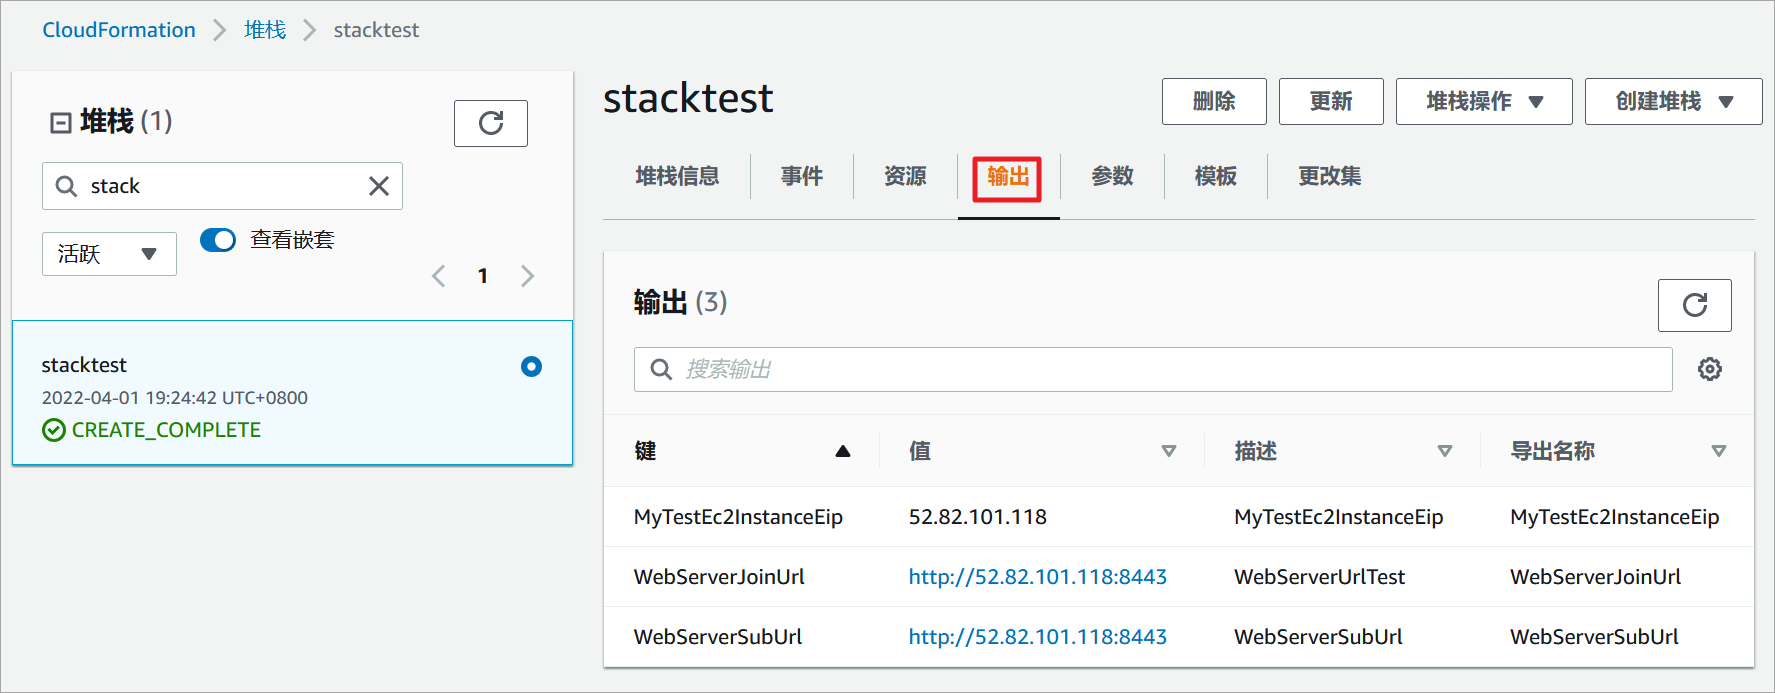 CloudFormation 堆栈 stacktest
堆栈 (1)
stack
活跃
查看嵌套
1
stacktest
2022-04-01 19:24:42 UTC+0800
CREATE_COMPLETE
stacktest
删除 更新 堆栈操作 创建堆栈
堆栈信息 事件 资源 输出 参数 模板 更改集
输出 (3)
搜索输出
键 值 描述 导出名称
MyTestEc2InstanceEip 52.82.101.118 MyTestEc2InstanceEip MyTestEc2InstanceEip
WebServerJoinUrl http://52.82.101.118:8443 WebServerUrlTest WebServerJoinUrl
WebServerSubUrl http://52.82.101.118:8443 WebServerSubUrl WebServerSubUrl